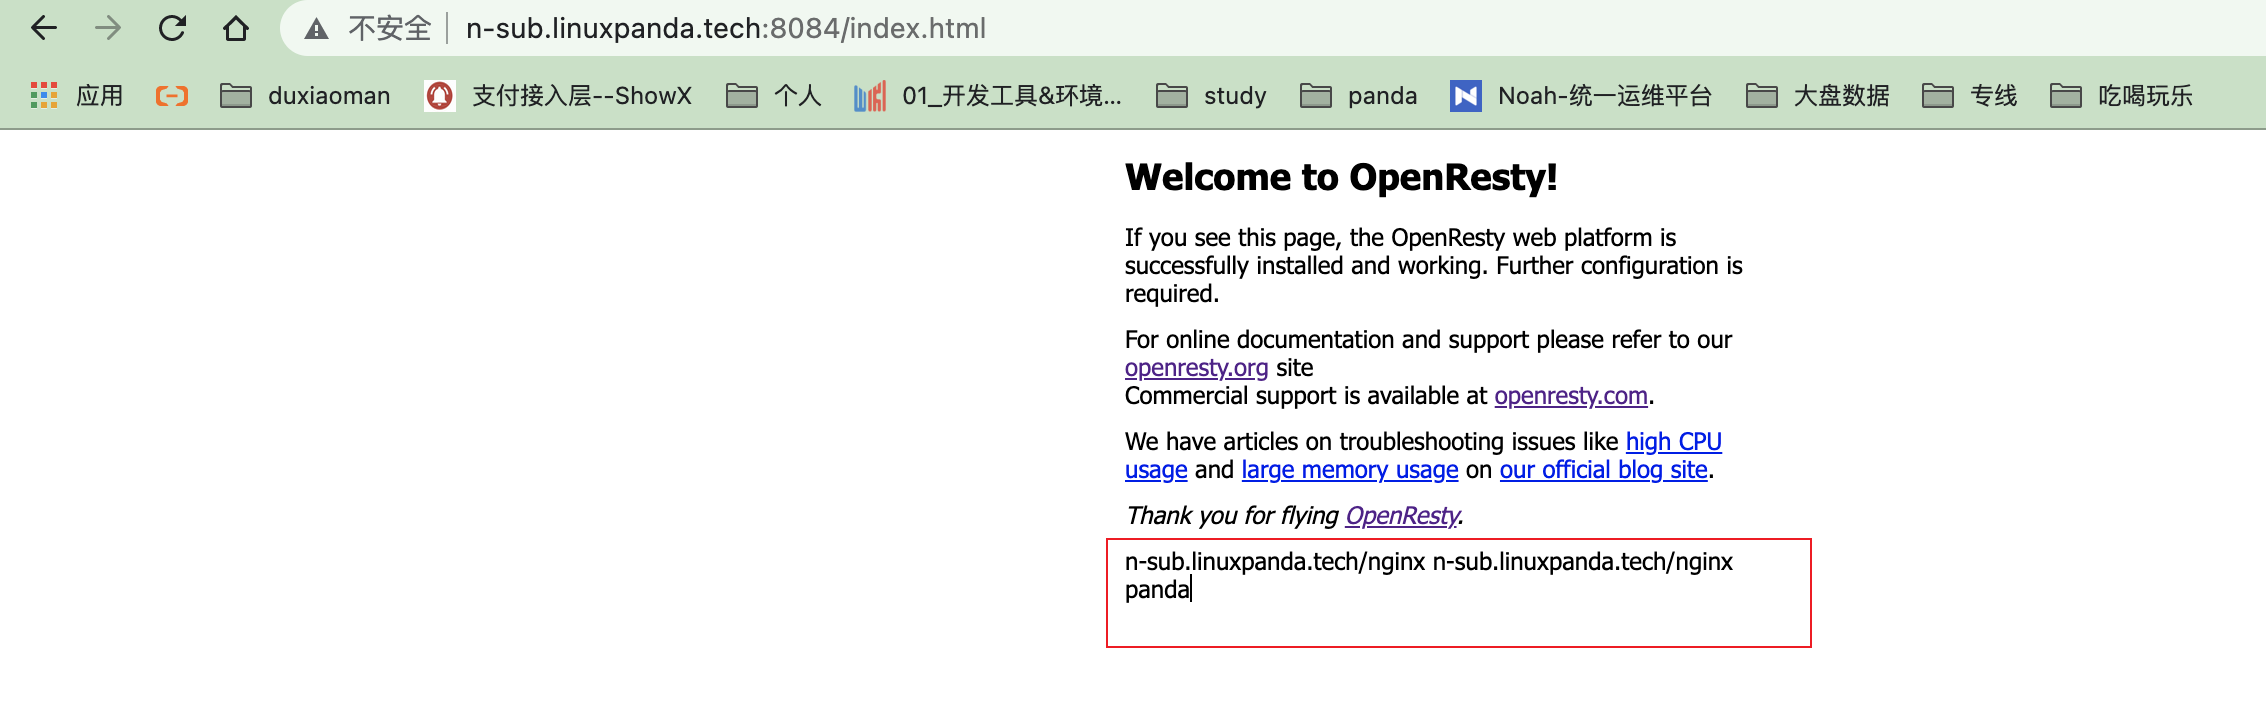 不安全 n-sub.linuxpanda.tech:8084/index.html
应用 duxiaoman 支付接入层--ShowX 个人 01_开发工具&环境... study panda Noah-统一运维平台 大盘数据 专线 吃喝玩乐
Welcome to OpenResty!
If you see this page, the OpenResty web platform is
successfully installed and working. Further configuration is
required.
For online documentation and support please refer to our
openresty.org site
Commercial support is available at openresty.com.
We have articles on troubleshooting issues like high CPU
usage and large memory usage on our official blog site.
Thank you for flying OpenResty.
n-sub.linuxpanda.tech/nginx n-sub.linuxpanda.tech/nginx
panda